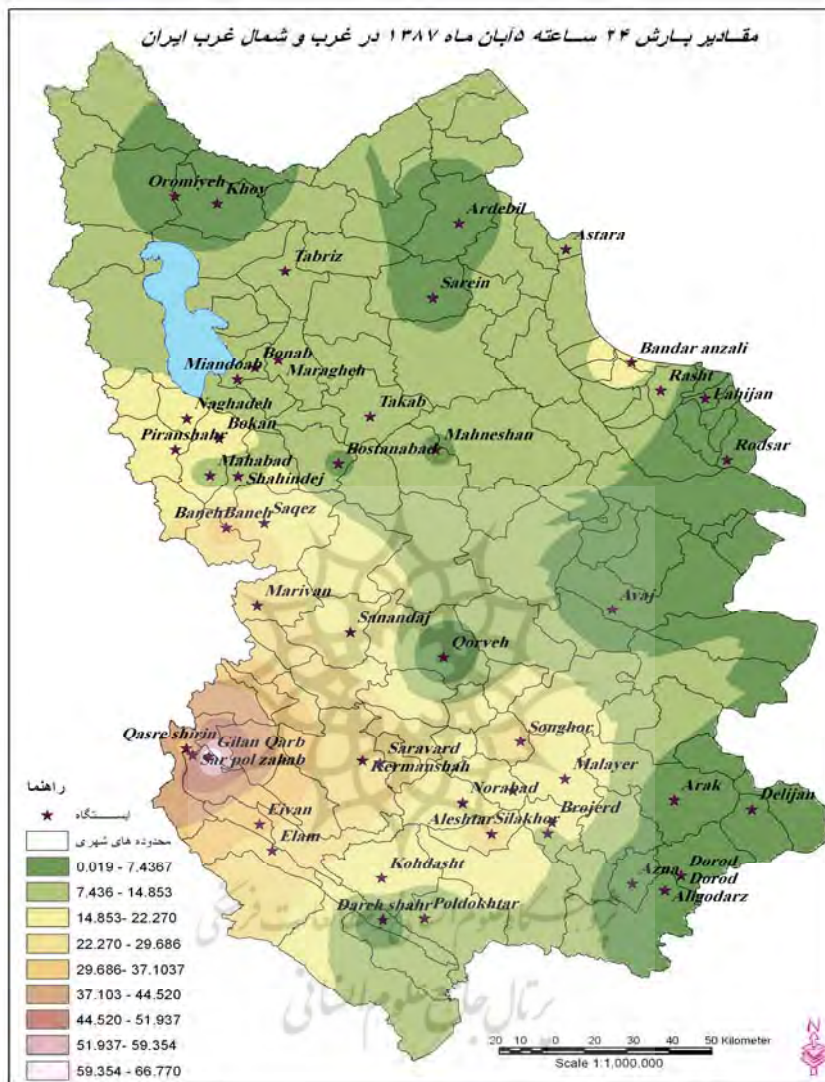 مقادیر بارش ۲۴ ساعته ۵آبان ماه ۱۳۸۷ در غرب و شمال غرب ایران
Oromiyeh
Khoy
Ardebil
Astara
Tabriz
Sarein
Bandar anzali
Bonab
Miandoab
Maragheh
Rasht
Lahijan
Naghadeh
Takab
Bokan
Piranshahr
Mahneshan
Bostanabad
Rodsar
Mahabad
Shahindej
Baneh
Baneh
Saqez
Marivan
Avaj
Sanandaj
Qorveh
Qasre shirin
Gilan Qarb
Sar pol zahab
Songhor
Saravard
Kermanshah
Malayer
Norabad
Arak
Delijan
Eivan
Aleshtar
Silakhor
Brojerd
Elam
Kohdasht
Azna
Dorod
Dorod
Aligodarz
Dareh shahr
Poldokhtar
راهنما
ایستگاه
محدوده های شهری
0.019 - 7.4367
7.436 - 14.853
14.853- 22.270
22.270 - 29.686
29.686- 37.1037
37.103 - 44.520
44.520 - 51.937
51.937- 59.354
59.354 - 66.770
پرتال جامع علوم انسانی
20 10 0 20 40 50 Kilometer
Scale 1:1,000,000
N